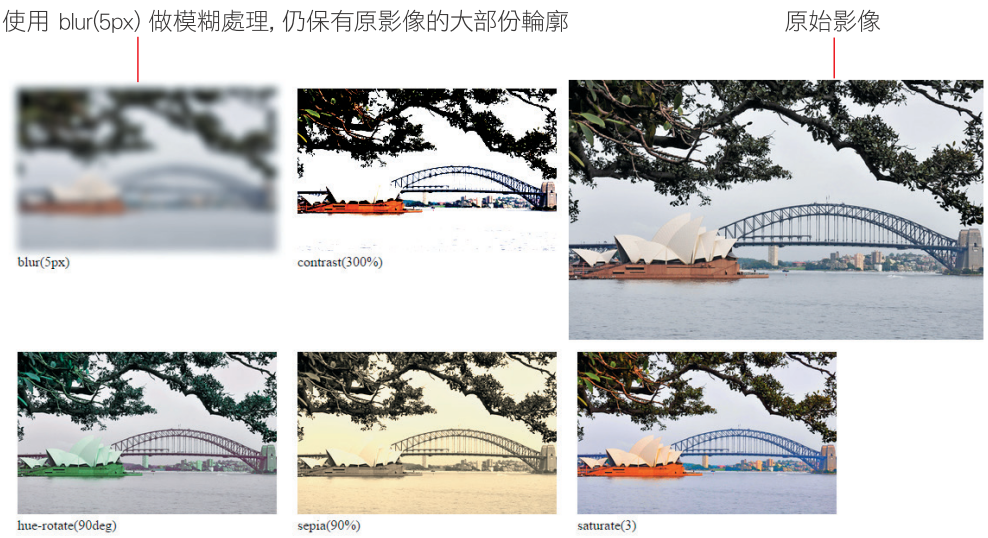 使用 blur(5px) 做模糊處理, 仍保有原影像的大部份輪廓
原始影像
blur(5px)
contrast(300%)
hue-rotate(90deg)
sepia(90%)
saturate(3)